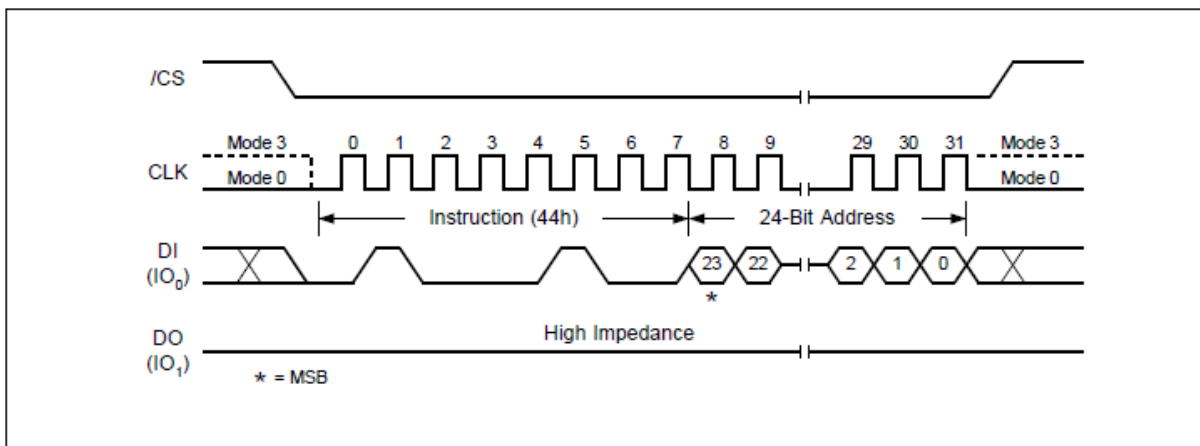 /CS
Mode 3 0 1 2 3 4 5 6 7 8 9 29 30 31 Mode 3
CLK Mode 0 Mode 0
Instruction (44h) 24-Bit Address
DI
(IO0) 23 22 2 1 0
*
DO High Impedance
(IO1)
* = MSB